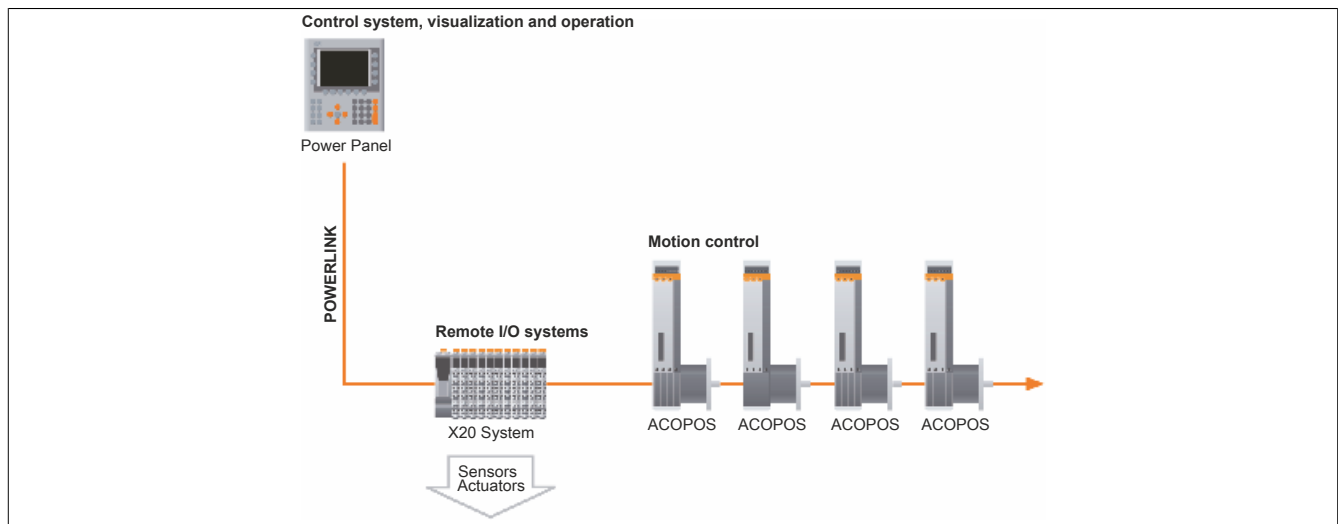 Control system, visualization and operation
Power Panel
POWERLINK
Motion control
Remote I/O systems
X20 System
ACOPOS
ACOPOS
ACOPOS
ACOPOS
Sensors
Actuators